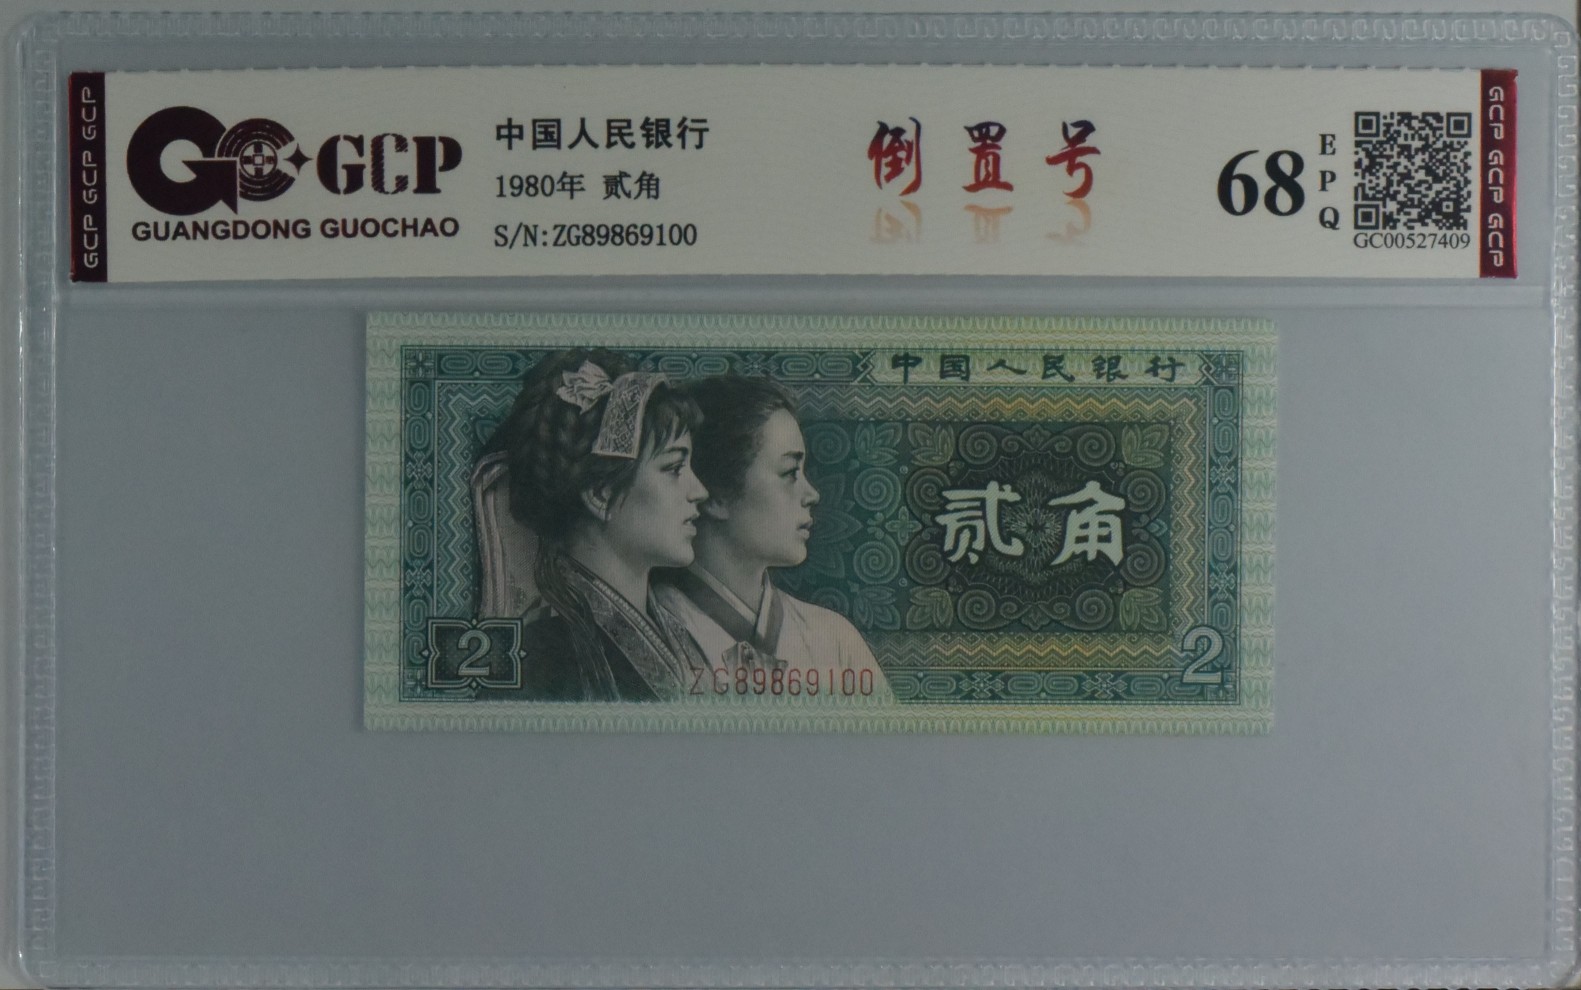 GCP GCP GCP
GCP
GUANGDONG GUOCHAO
中国人民银行
1980年 贰角
S/N:ZG89869100
倒置号
68
EPQ
GC00527409
GCP GCP GCP
中国人民银行
贰角
2
2
ZG89869100